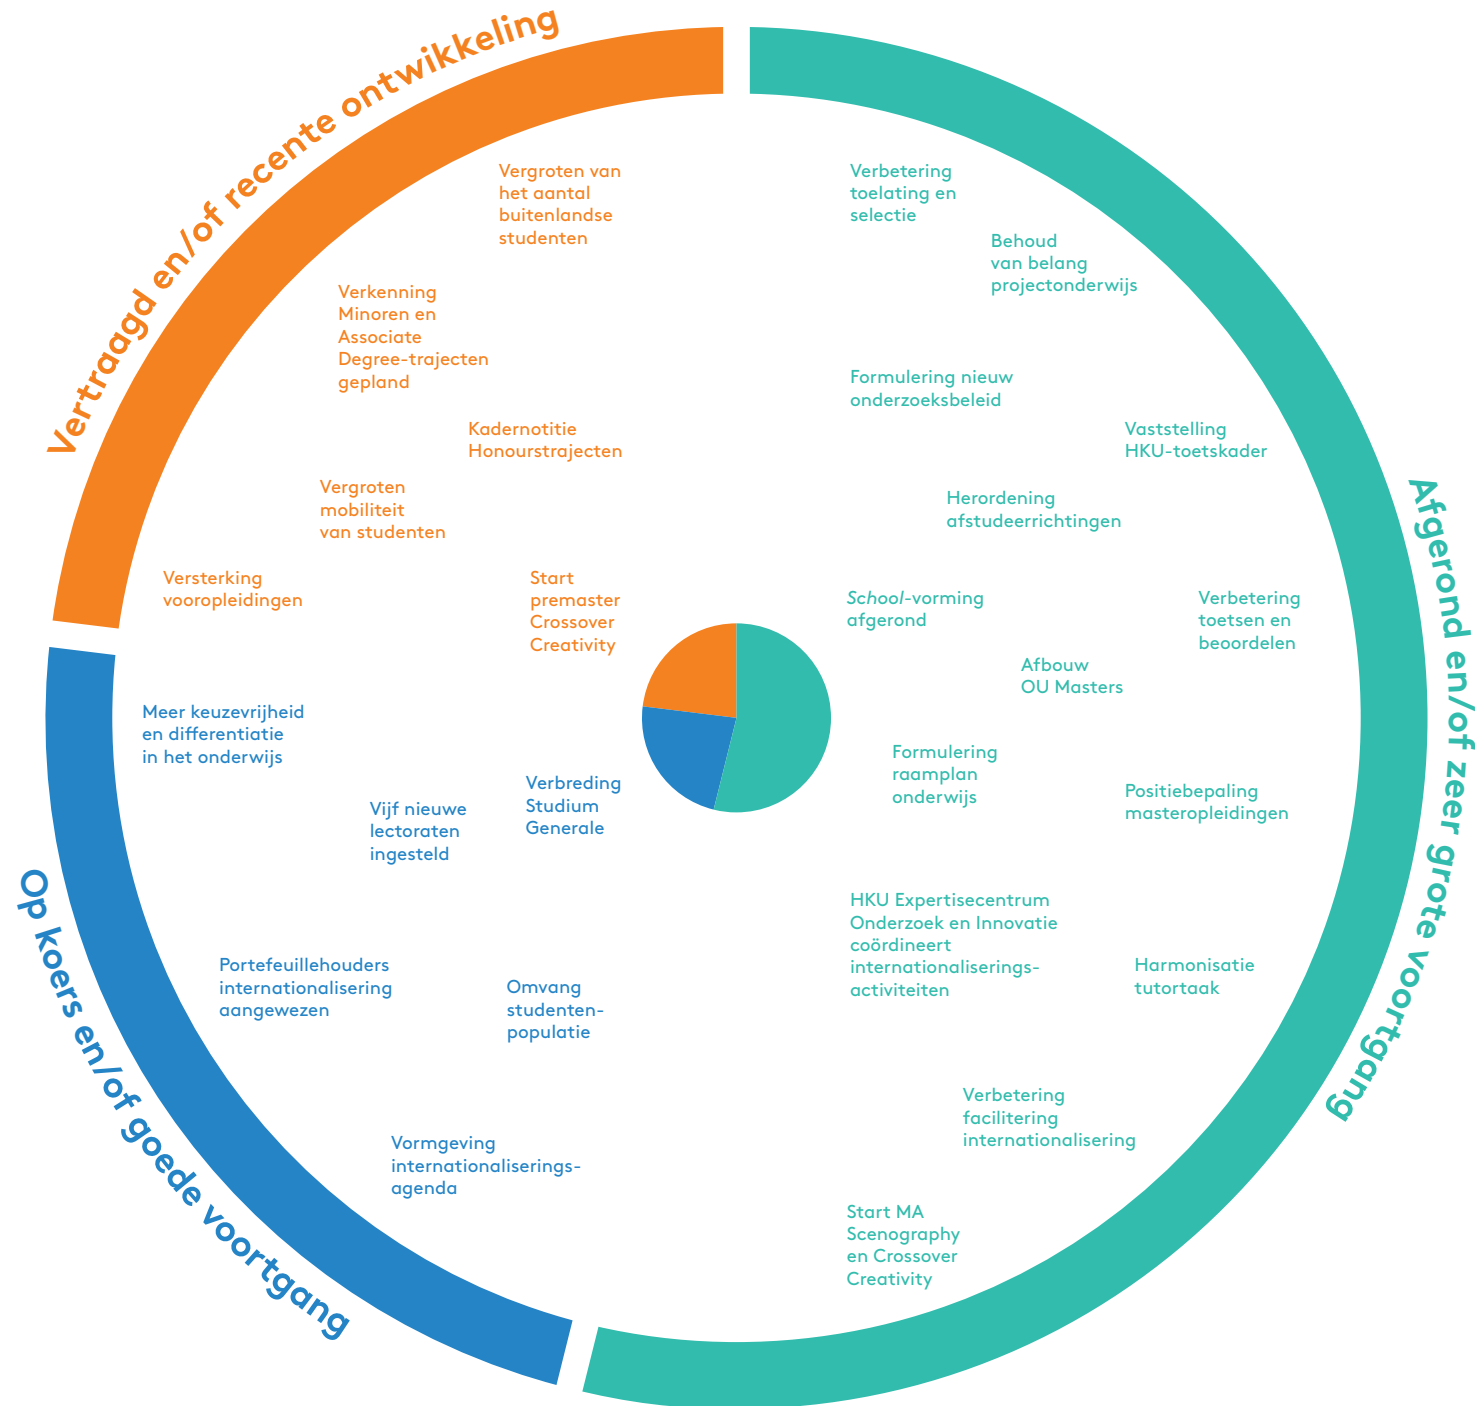 Vertraagd en/of recente ontwikkeling
Vergroten van
het aantal
buitenlandse
studenten
Verkenning
Minoren en
Associate
Degree-trajecten
gepland
Kadernotitie
Honourstrajecten
Vergroten
mobiliteit
van studenten
Versterking
vooropleidingen
Start
premaster
Crossover
Creativity
Afgerond en/of zeer grote voortgang
Verbetering
toelating en
selectie
Behoud
van belang
projectonderwijs
Formulering nieuw
onderzoeksbeleid
Vaststelling
HKU-toetskader
Herordening
afstudeerrichtingen
School-vorming
afgerond
Verbetering
toetsen en
beoordelen
Afbouw
OU Masters
Formulering
raamplan
onderwijs
Positiebepaling
masteropleidingen
HKU Expertisecentrum
Onderzoek en Innovatie
coördineert
internationaliserings-
activiteiten
Harmonisatie
tutortaak
Verbetering
facilitering
internationalisering
Start MA
Scenography
en Crossover
Creativity
Op koers en/of goede voortgang
Meer keuzevrijheid
en differentiatie
in het onderwijs
Vijf nieuwe
lectoraten
ingesteld
Verbreding
Studium
Generale
Portefeuillehouders
internationalisering
aangewezen
Omvang
studenten-
populatie
Vormgeving
internationaliserings-
agenda